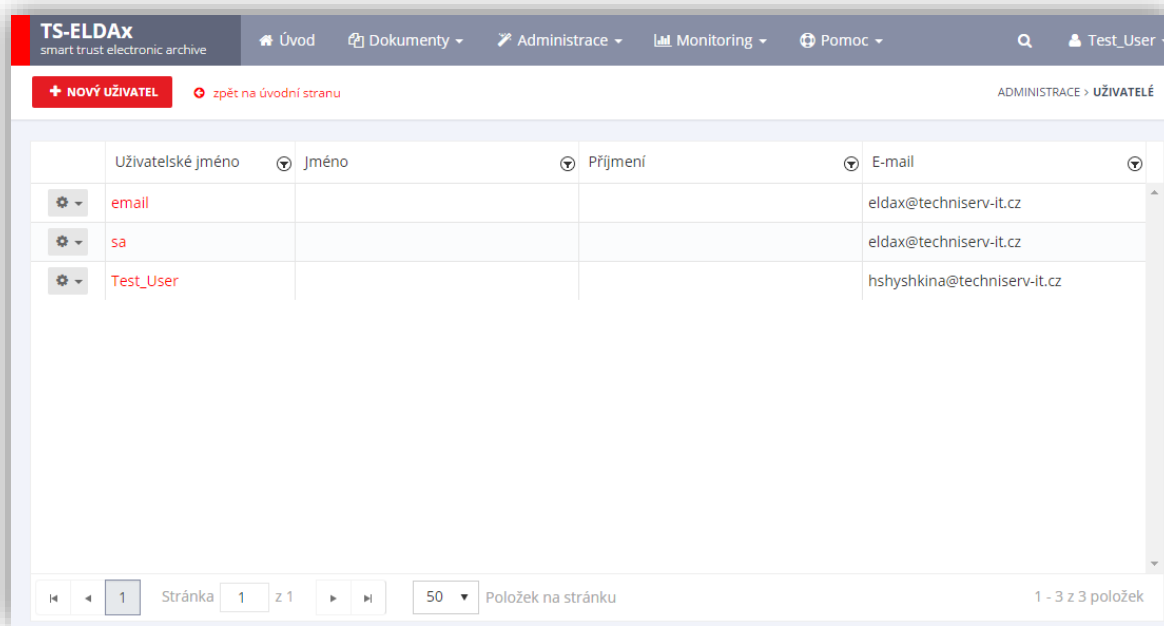 TS-ELDAx
smart trust electronic archive
Úvod Dokumenty Administrace Monitoring Pomoc Test_User
NOVÝ UŽIVATEL zpět na úvodní stranu ADMINISTRACE > UŽIVATELÉ
Uživatelské jméno Jméno Příjmení E-mail
email eldax@techniserv-it.cz
sa eldax@techniserv-it.cz
Test_User hshyshkina@techniserv-it.cz
1 Stránka 1 z 1 50 Položek na stránku 1 - 3 z 3 položek